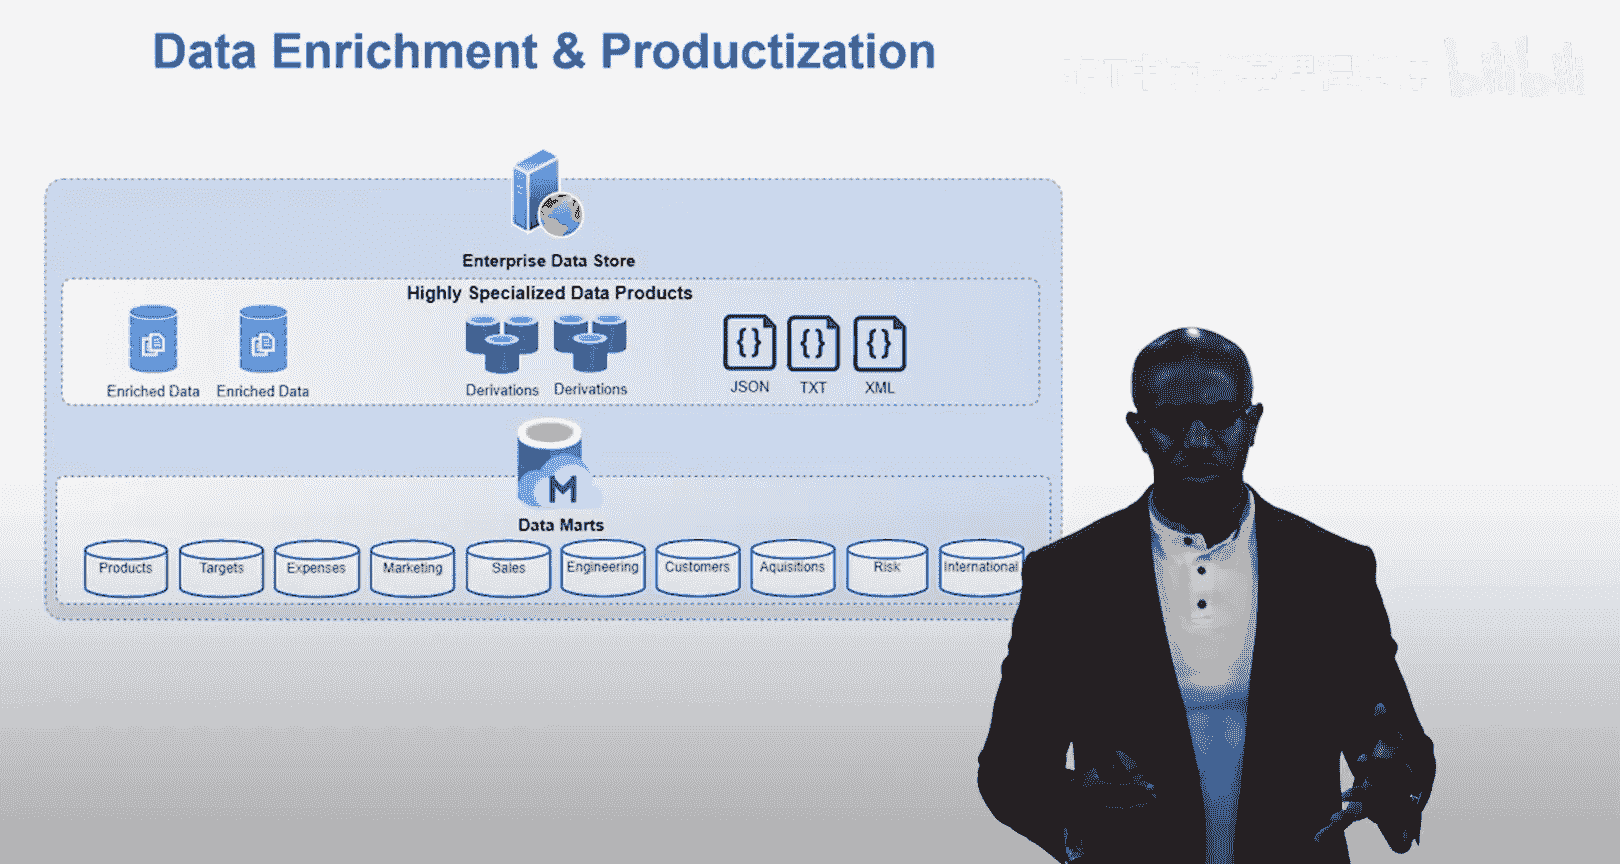 Data Enrichment & Productization
bilibili
Enterprise Data Store
Highly Specialized Data Products
Enriched Data
Enriched Data
Derivations
Derivations
{}
{}
{}
JSON
TXT
XML
M
Data Marts
Products
Targets
Expenses
Marketing
Sales
Engineering
Customers
Aquisitions
Risk
International